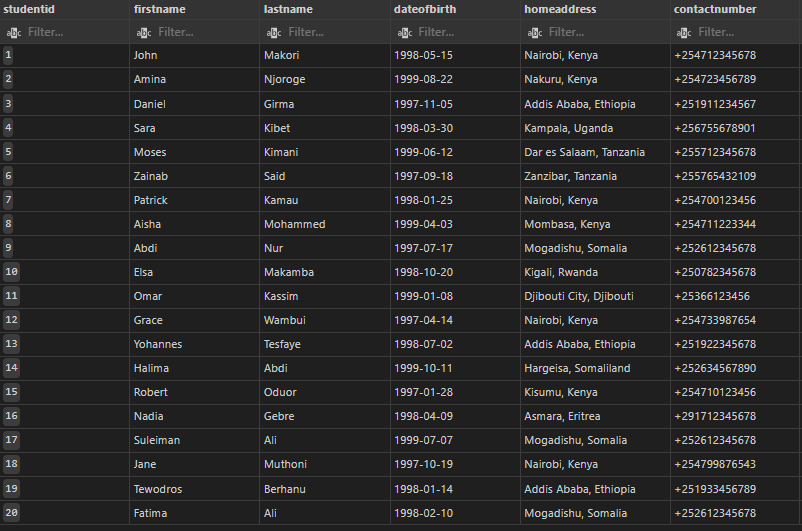 studentid firstname lastname dateofbirth homeaddress contactnumber
abc Filter... abc Filter... abc Filter... abc Filter... abc Filter... abc Filter...
1 John Makori 1998-05-15 Nairobi, Kenya +254712345678
2 Amina Njoroge 1999-08-22 Nakuru, Kenya +254723456789
3 Daniel Girma 1997-11-05 Addis Ababa, Ethiopia +251911234567
4 Sara Kibet 1998-03-30 Kampala, Uganda +256755678901
5 Moses Kimani 1999-06-12 Dar es Salaam, Tanzania +255712345678
6 Zainab Said 1997-09-18 Zanzibar, Tanzania +255765432109
7 Patrick Kamau 1998-01-25 Nairobi, Kenya +254700123456
8 Aisha Mohammed 1999-04-03 Mombasa, Kenya +254711223344
9 Abdi Nur 1997-07-17 Mogadishu, Somalia +252612345678
10 Elsa Makamba 1998-10-20 Kigali, Rwanda +250782345678
11 Omar Kassim 1999-01-08 Djibouti City, Djibouti +25366123456
12 Grace Wambui 1997-04-14 Nairobi, Kenya +254733987654
13 Yohannes Tesfaye 1998-07-02 Addis Ababa, Ethiopia +251922345678
14 Halima Abdi 1999-10-11 Hargeisa, Somaliland +252634567890
15 Robert Oduor 1997-01-28 Kisumu, Kenya +254710123456
16 Nadia Gebre 1998-04-09 Asmara, Eritrea +291712345678
17 Suleiman Ali 1999-07-07 Mogadishu, Somalia +252612345678
18 Jane Muthoni 1997-10-19 Nairobi, Kenya +254799876543
19 Tewodros Berhanu 1998-01-14 Addis Ababa, Ethiopia +251933456789
20 Fatima Ali 1998-02-10 Mogadishu, Somalia +252612345678